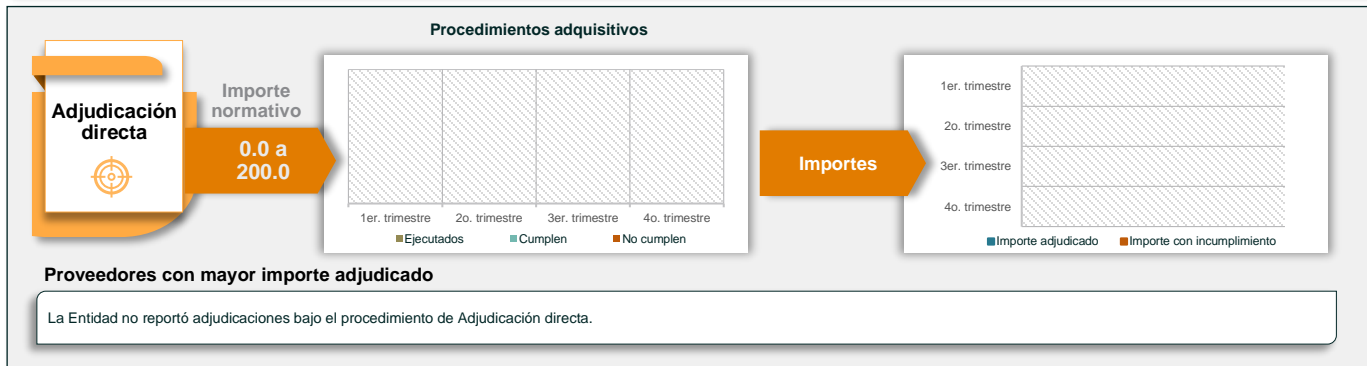 Procedimientos adquisitivos
Adjudicación
directa
Importe
normativo
0.0 a
200.0
1er. trimestre 2o. trimestre 3er. trimestre 4o. trimestre
Ejecutados Cumplen No cumplen
Importes
1er. trimestre
2o. trimestre
3er. trimestre
4o. trimestre
Importe adjudicado Importe con incumplimiento
Proveedores con mayor importe adjudicado
La Entidad no reportó adjudicaciones bajo el procedimiento de Adjudicación directa.